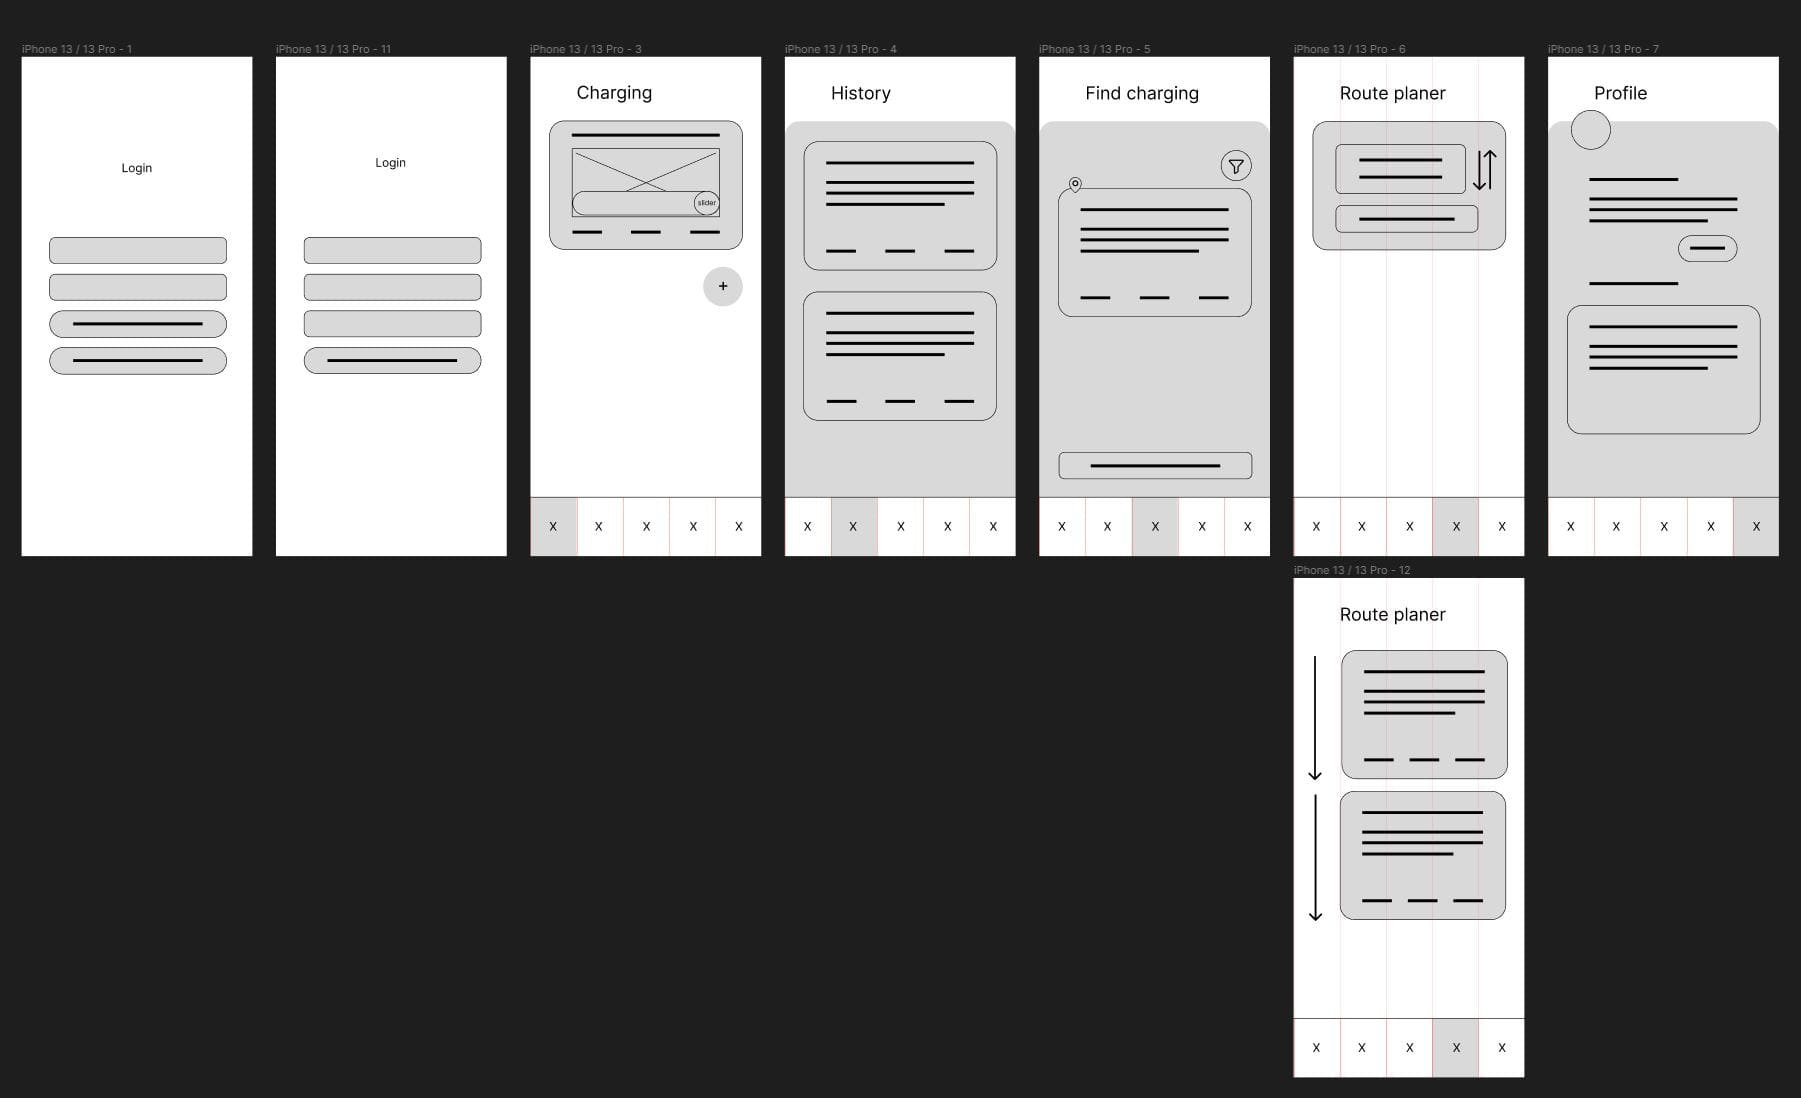 iPhone 13 / 13 Pro - 1
Login
iPhone 13 / 13 Pro - 11
Login
iPhone 13 / 13 Pro - 3
Charging
slider
+
X X X X X
iPhone 13 / 13 Pro - 4
History
X X X X X
iPhone 13 / 13 Pro - 5
Find charging
X X X X X
iPhone 13 / 13 Pro - 6
Route planer
X X X X X
iPhone 13 / 13 Pro - 7
Profile
X X X X X
iPhone 13 / 13 Pro - 12
Route planer
X X X X X